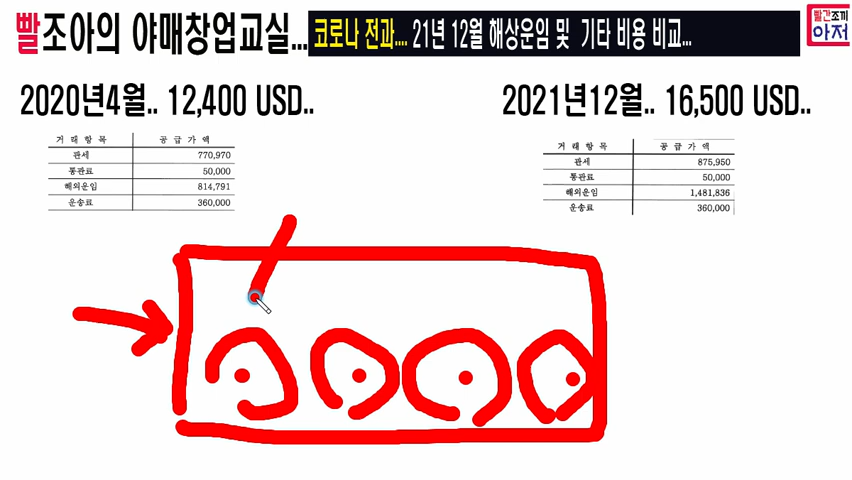 빨조아의 야매창업교실... 코로나 전과.... 21년 12월 해상운임 및 기타 비용 비교...
빨간조끼
아저
2020년4월.. 12,400 USD..
거래항목 공급가액
관세 770,970
통관료 50,000
해외운임 814,791
운송료 360,000
2021년12월.. 16,500 USD..
거래항목 공급가액
관세 875,950
통관료 50,000
해외운임 1,481,836
운송료 360,000